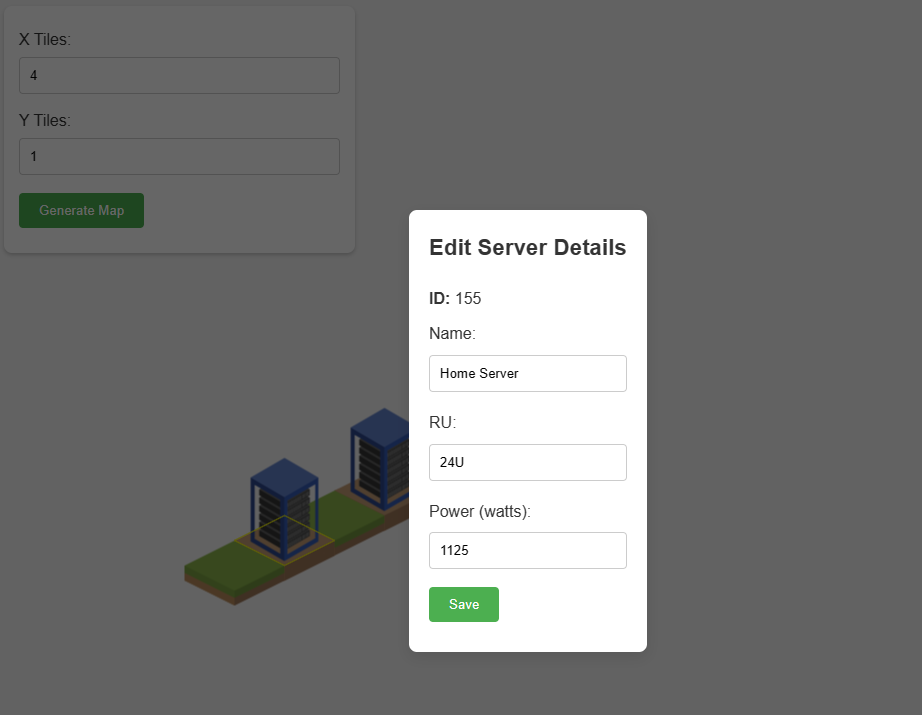 X Tiles:
4
Y Tiles:
1
Generate Map
Edit Server Details
ID: 155
Name:
Home Server
RU:
24U
Power (watts):
1125
Save